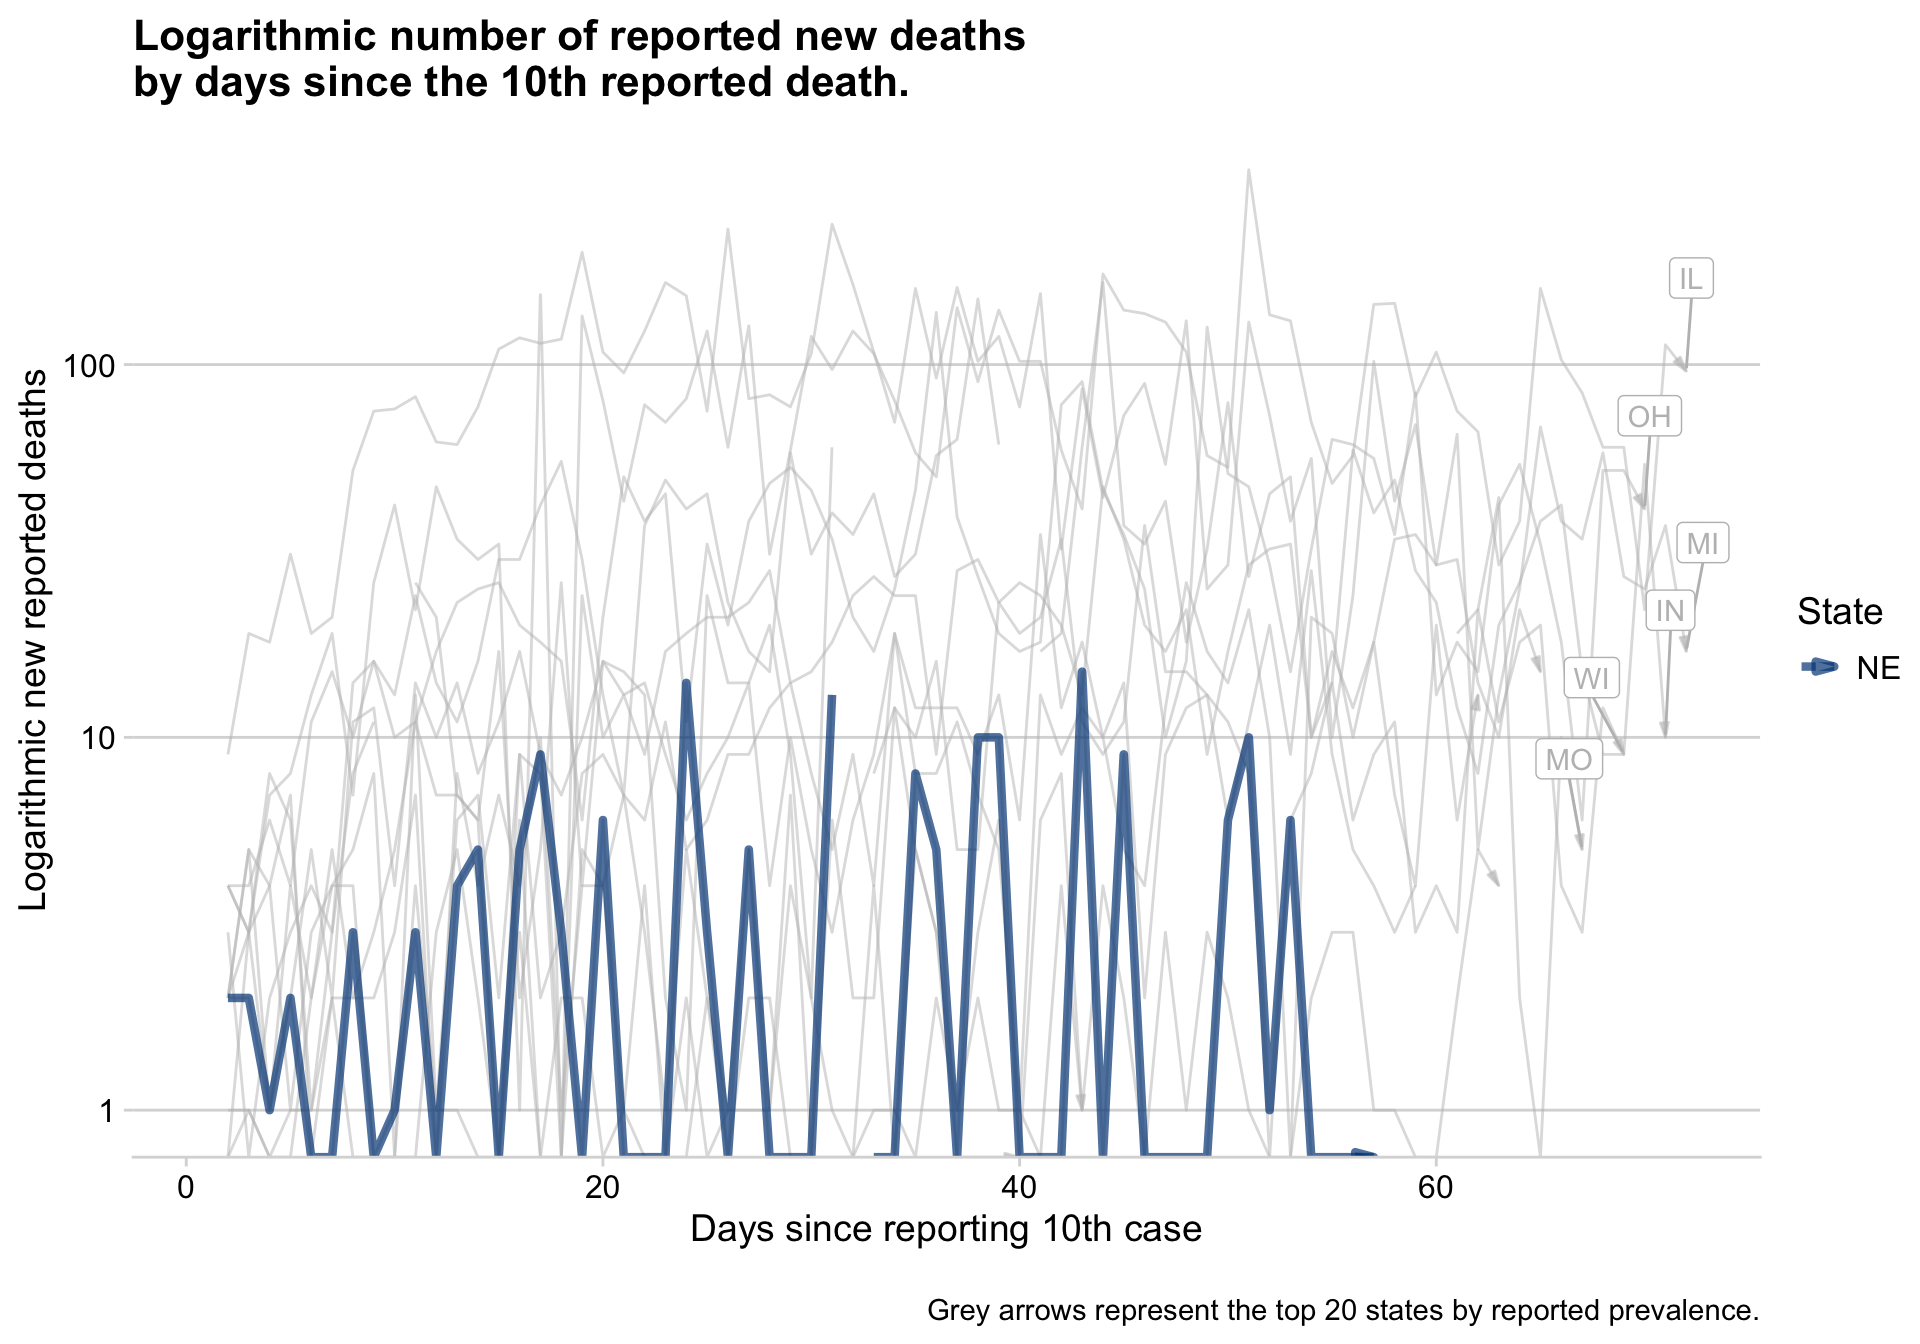 Logarithmic number of reported new deaths
by days since the 10th reported death.
Logarithmic new reported deaths
100
10
1
IL
OH
MI
IN
WI
MO
State
NE
0
20
40
60
Days since reporting 10th case
Grey arrows represent the top 20 states by reported prevalence.